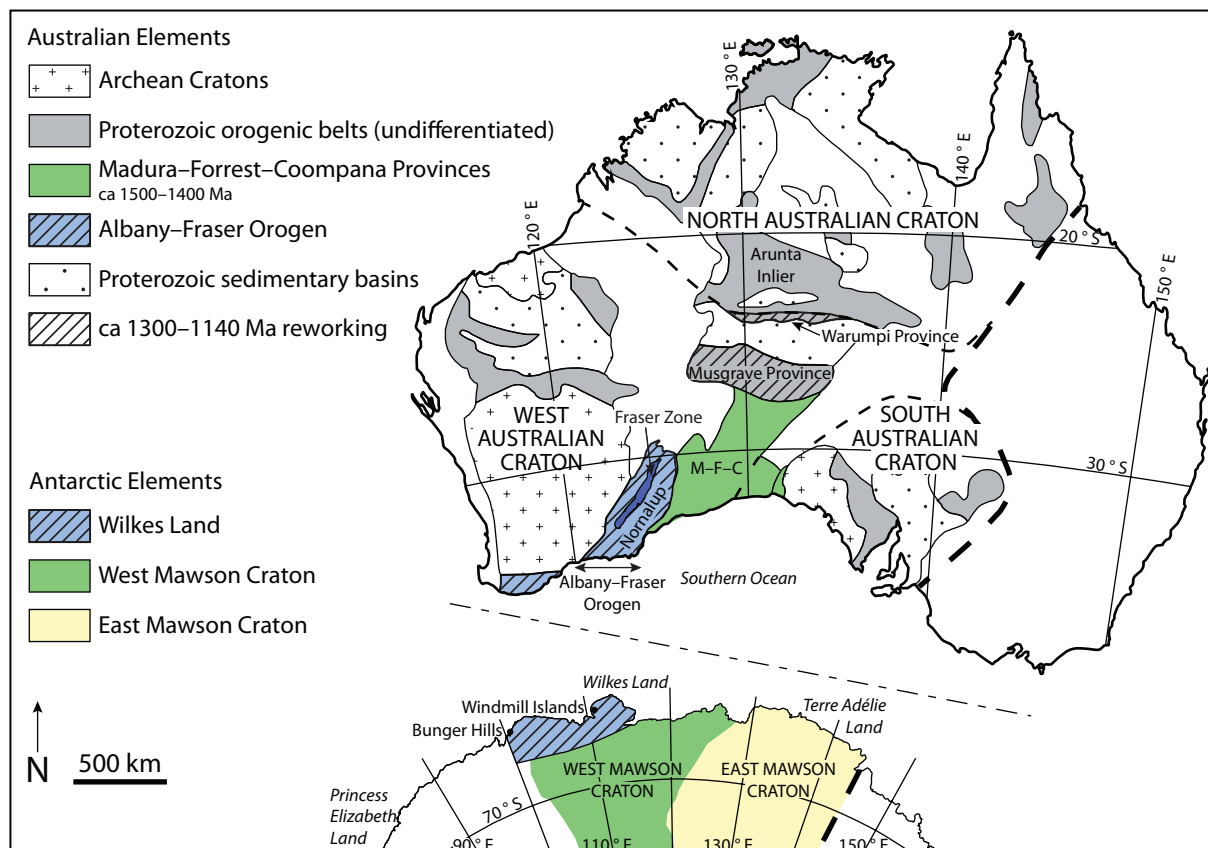 Australian Elements
Archean Cratons
Proterozoic orogenic belts (undifferentiated)
Madura–Forrest–Coompana Provinces
ca 1500–1400 Ma
Albany–Fraser Orogen
Proterozoic sedimentary basins
ca 1300–1140 Ma reworking
Antarctic Elements
Wilkes Land
West Mawson Craton
East Mawson Craton
N
500 km
130 ° E
140 ° E
120 ° E
150 ° E
NORTH AUSTRALIAN CRATON
20 ° S
Arunta
Inlier
Warumpi Province
Musgrave Province
Fraser Zone
WEST
AUSTRALIAN
CRATON
SOUTH
AUSTRALIAN
CRATON
M–F–C
30 ° S
Nornalup
Albany–Fraser
Orogen
Southern Ocean
Wilkes Land
Windmill Islands
Bunger Hills
Terre Adélie
Land
WEST MAWSON
CRATON
EAST MAWSON
CRATON
Princess
Elizabeth
Land
70 ° S
90 ° E
110 ° E
130 ° E
150 ° E